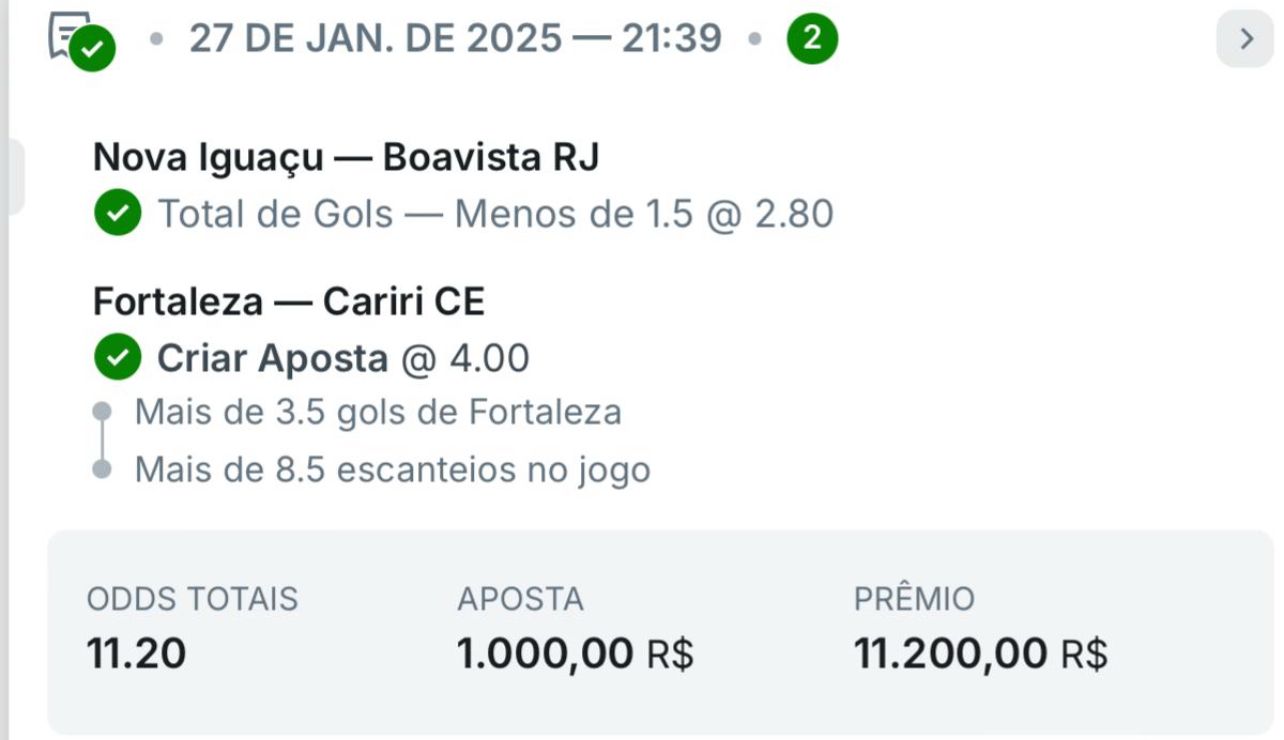 27 DE JAN. DE 2025 — 21:39 • 2
Nova Iguaçu — Boavista RJ
Total de Gols — Menos de 1.5 @ 2.80
Fortaleza — Cariri CE
Criar Aposta @ 4.00
Mais de 3.5 gols de Fortaleza
Mais de 8.5 escanteios no jogo
ODDS TOTAIS APOSTA PRÊMIO
11.20 1.000,00 R$ 11.200,00 R$